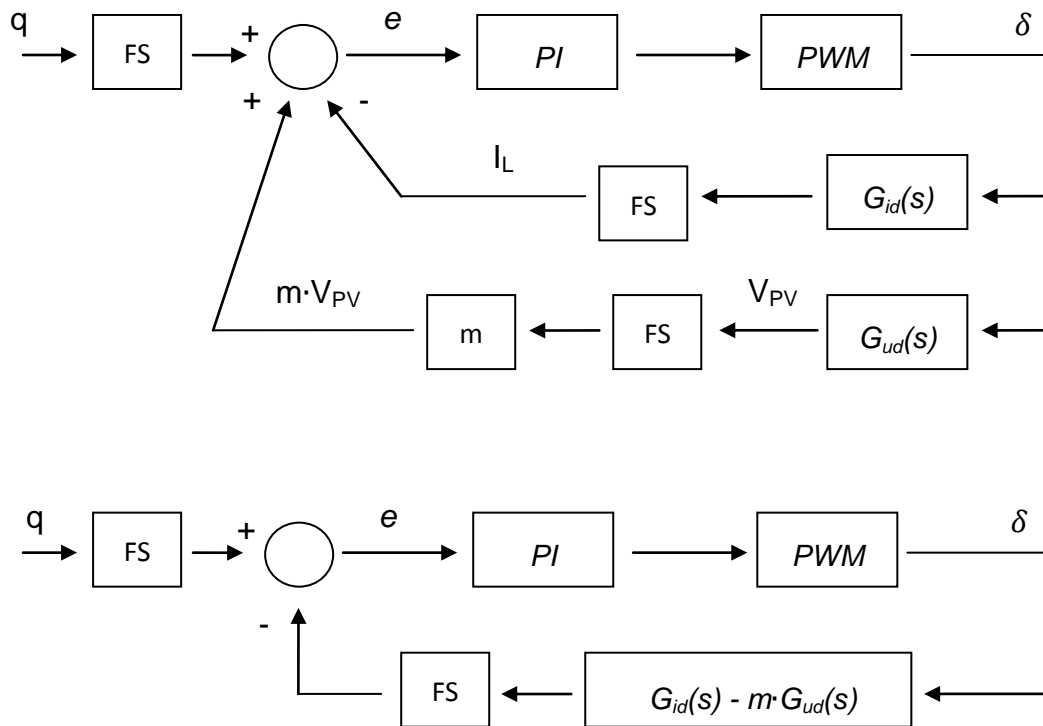 q FS + e PI PWM δ
+ -
I_L FS G_id(s)
m·V_PV m FS V_PV G_ud(s)
q FS + e PI PWM δ
-
FS G_id(s) - m·G_ud(s)